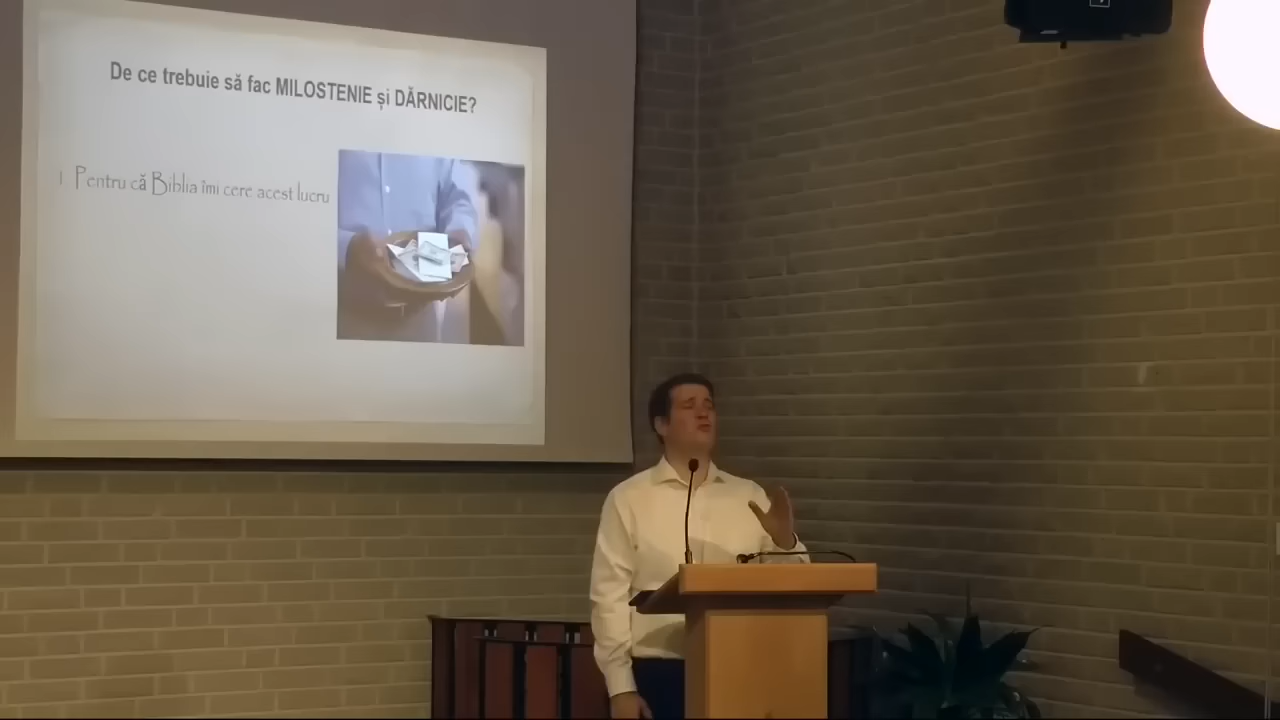 De ce trebuie să fac MILOSTENIE și DĂRNICIE?
1 Pentru că Biblia îmi cere acest lucru